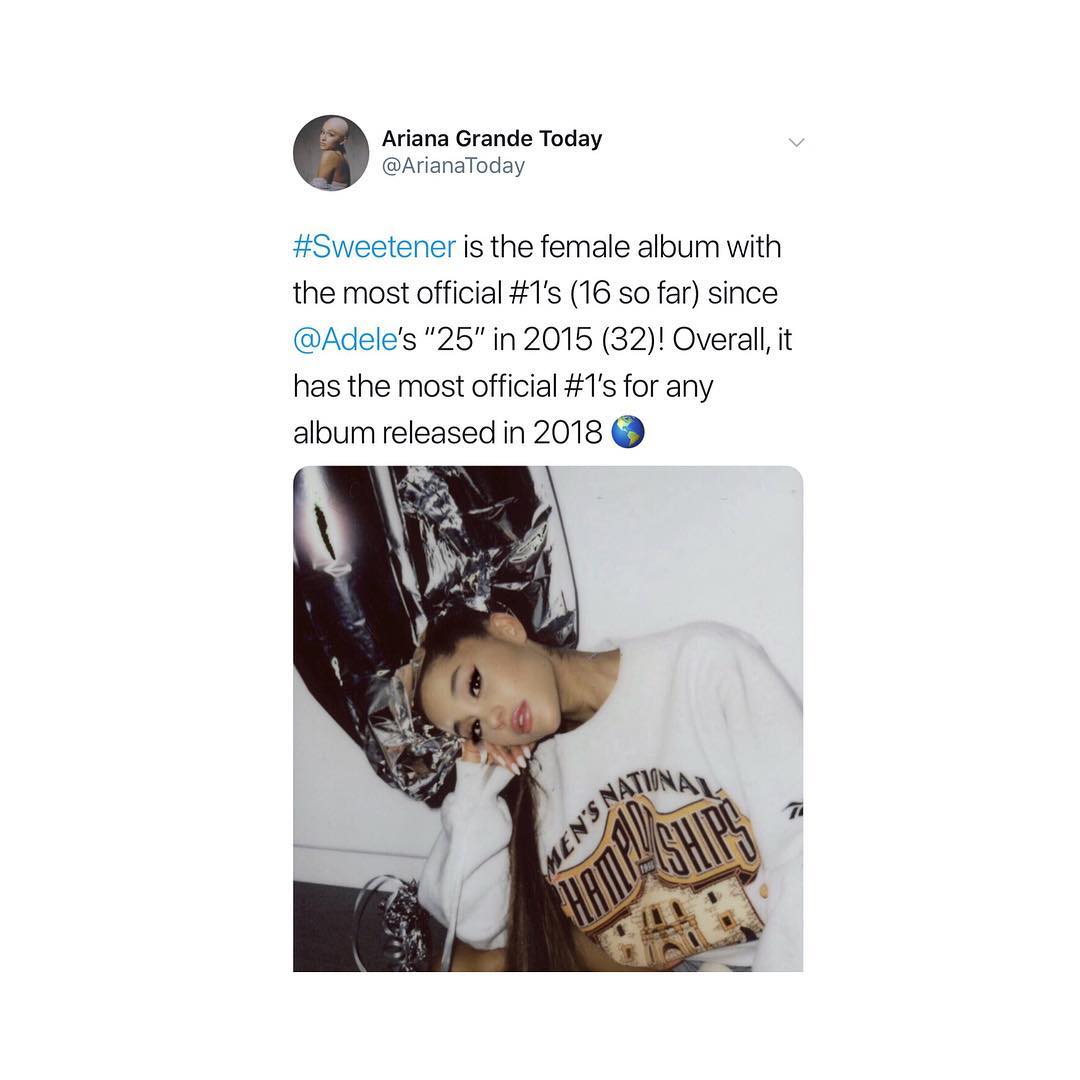 Ariana Grande Today
@ArianaToday
#Sweetener is the female album with
the most official #1’s (16 so far) since
@Adele’s “25” in 2015 (32)! Overall, it
has the most official #1’s for any
album released in 2018 🌎
MEN'S NATIONAL
HAMPIONSHIPS